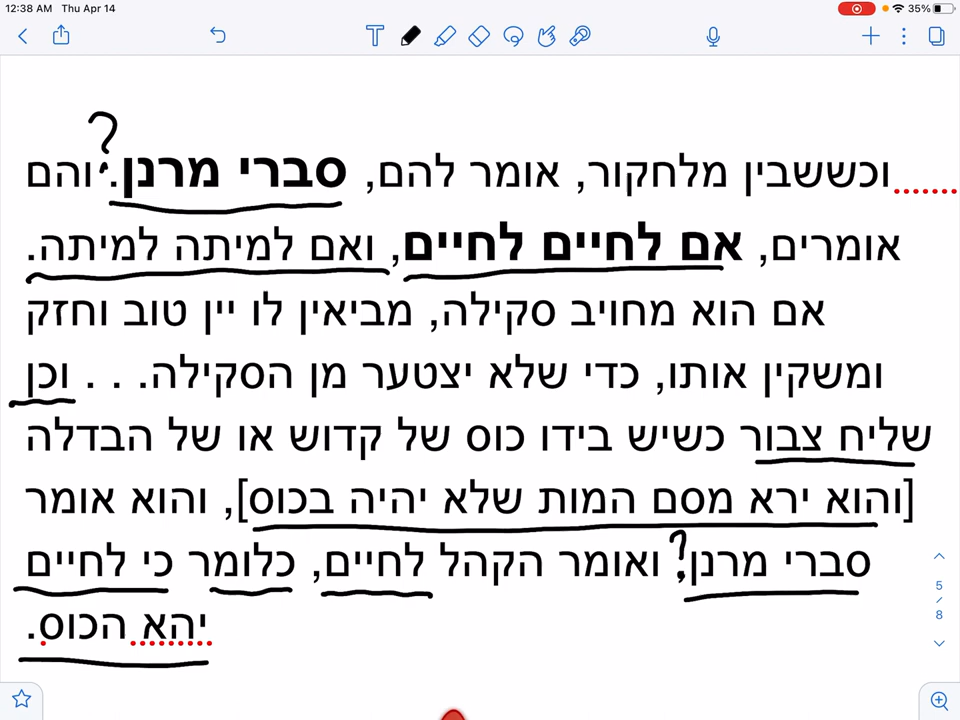 12:38 AM Thu Apr 14
35%
?
וכששבין מלחקור, אומר להם, סברי מרנן. והם
אומרים, אם לחיים לחיים, ואם למיתה למיתה.
אם הוא מחויב סקילה, מביאין לו יין טוב וחזק
ומשקין אותו, כדי שלא יצטער מן הסקילה. . . וכן
שליח צבור כשיש בידו כוס של קדוש או של הבדלה
[והוא ירא מסם המות שלא יהיה בכוס], והוא אומר
סברי מרנן? ואומר הקהל לחיים, כלומר כי לחיים
יהא הכוס.
5
/
8